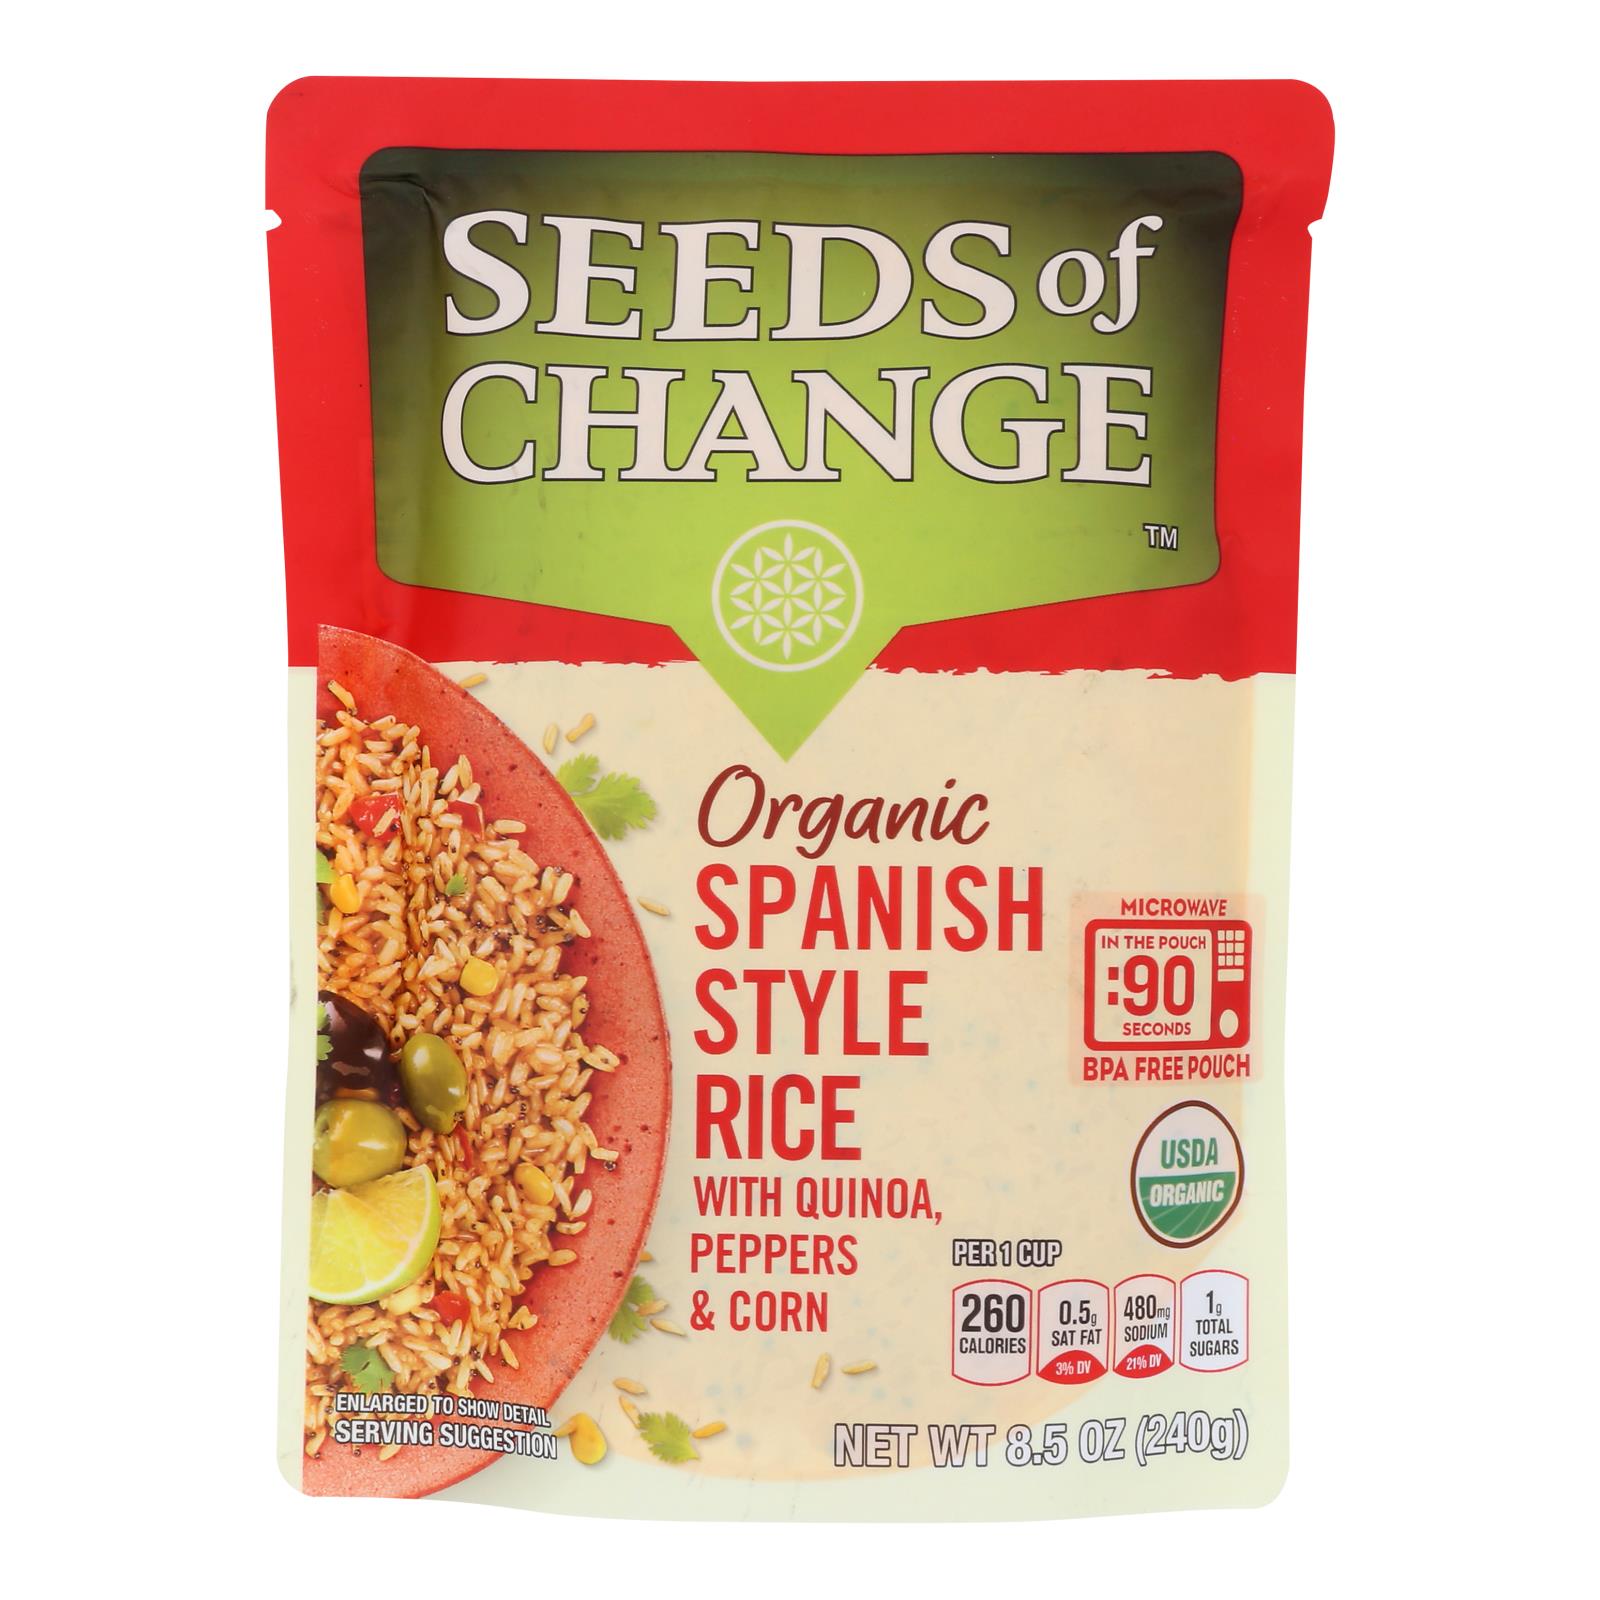 SEEDS of
CHANGE
TM
Organic
SPANISH
STYLE
RICE
WITH QUINOA,
PEPPERS
& CORN
MICROWAVE
IN THE POUCH
:90
SECONDS
BPA FREE POUCH
USDA
ORGANIC
PER 1 CUP
260
CALORIES
0.5g
SAT FAT
3% DV
480mg
SODIUM
21% DV
1g
TOTAL
SUGARS
ENLARGED TO SHOW DETAIL
SERVING SUGGESTION
NET WT 8.5 OZ (240g)